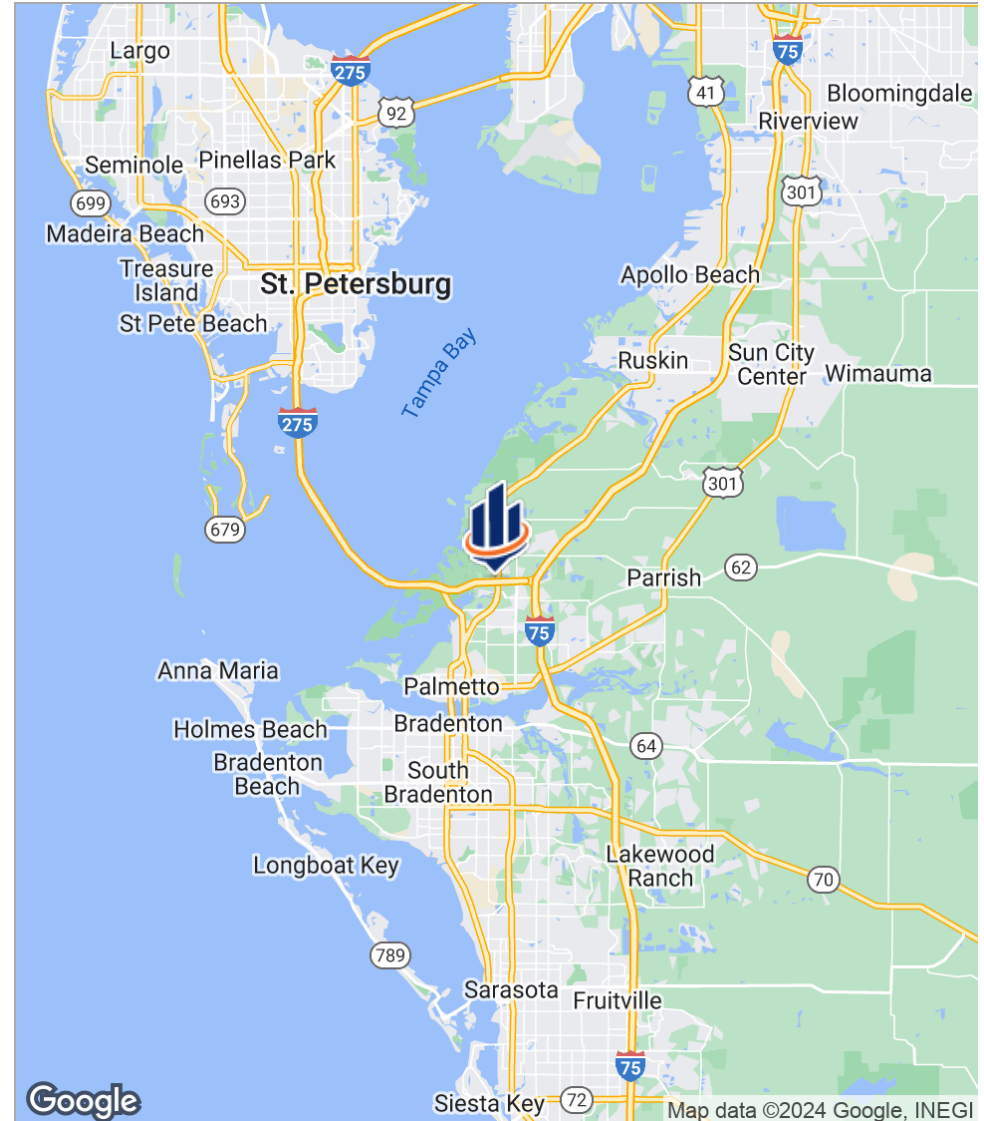 Largo
275
75
92
41
Bloomingdale
Riverview
Seminole
Pinellas Park
699
693
301
Madeira Beach
Treasure
Island
St. Petersburg
Apollo Beach
St Pete Beach
Tampa Bay
Ruskin
Sun City
Center
Wimauma
275
301
679
62
Parrish
75
Anna Maria
Palmetto
Holmes Beach
Bradenton
64
Bradenton
Beach
South
Bradenton
Longboat Key
Lakewood
Ranch
70
789
Sarasota
Fruitville
75
Google
Siesta Key
72
Map data ©2024 Google, INEGI